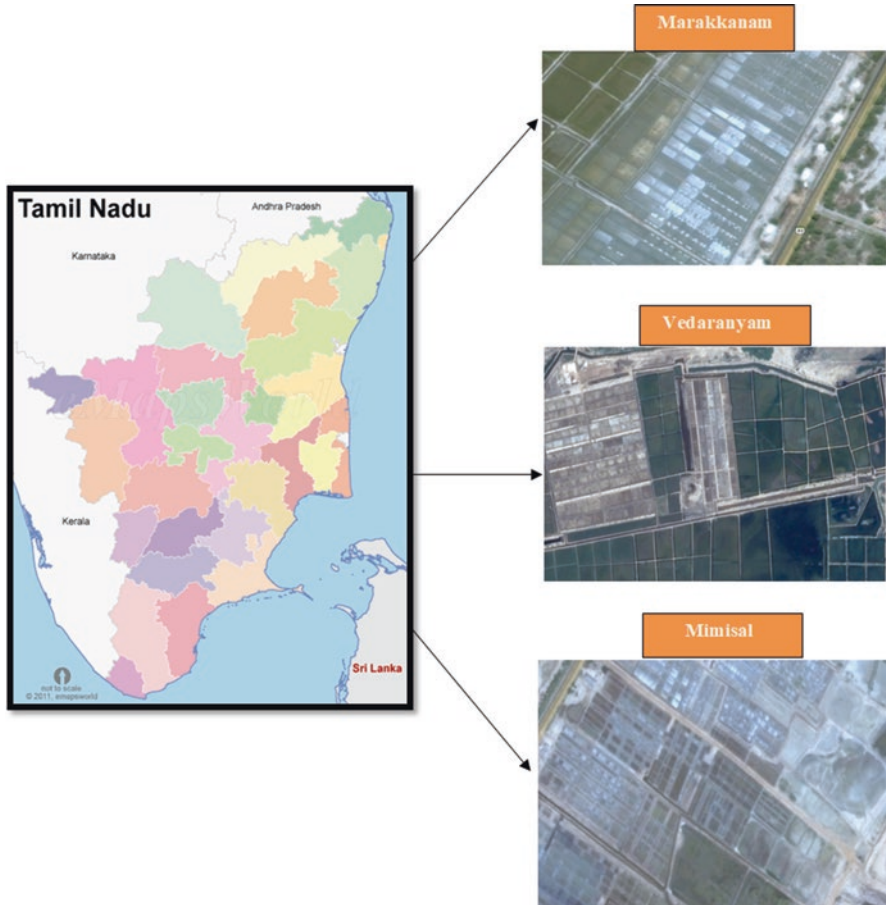 Marakkanam
Tamil Nadu
Andhra Pradesh
Karnataka
Vedaranyam
Kerala
Mimisal
Sri Lanka
not to scale
© 2011, emapsworld